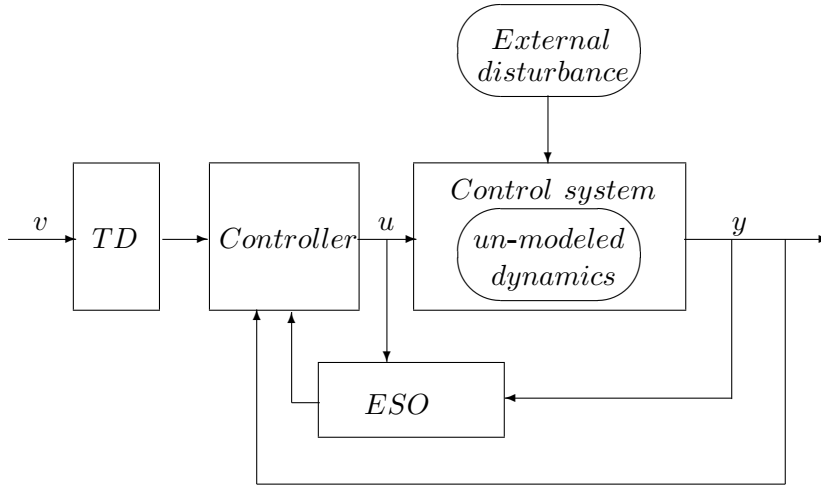 External
disturbance
Control system
v
TD
Controller
u
un-modeled
dynamics
y
ESO